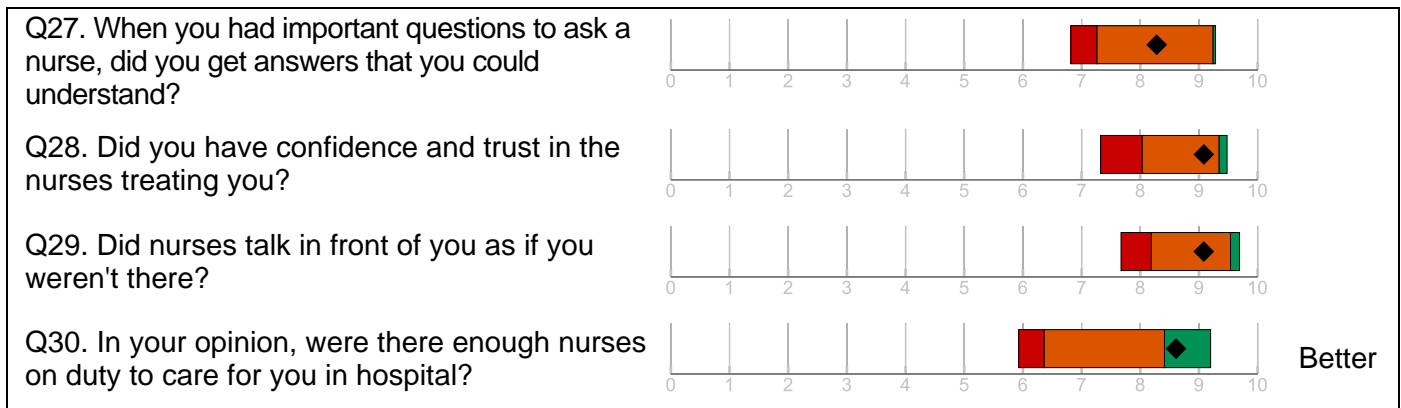 Q27. When you had important questions to ask a
nurse, did you get answers that you could
understand?
0 1 2 3 4 5 6 7 8 9 10
Q28. Did you have confidence and trust in the
nurses treating you?
0 1 2 3 4 5 6 7 8 9 10
Q29. Did nurses talk in front of you as if you
weren't there?
0 1 2 3 4 5 6 7 8 9 10
Q30. In your opinion, were there enough nurses
on duty to care for you in hospital?
Better
0 1 2 3 4 5 6 7 8 9 10